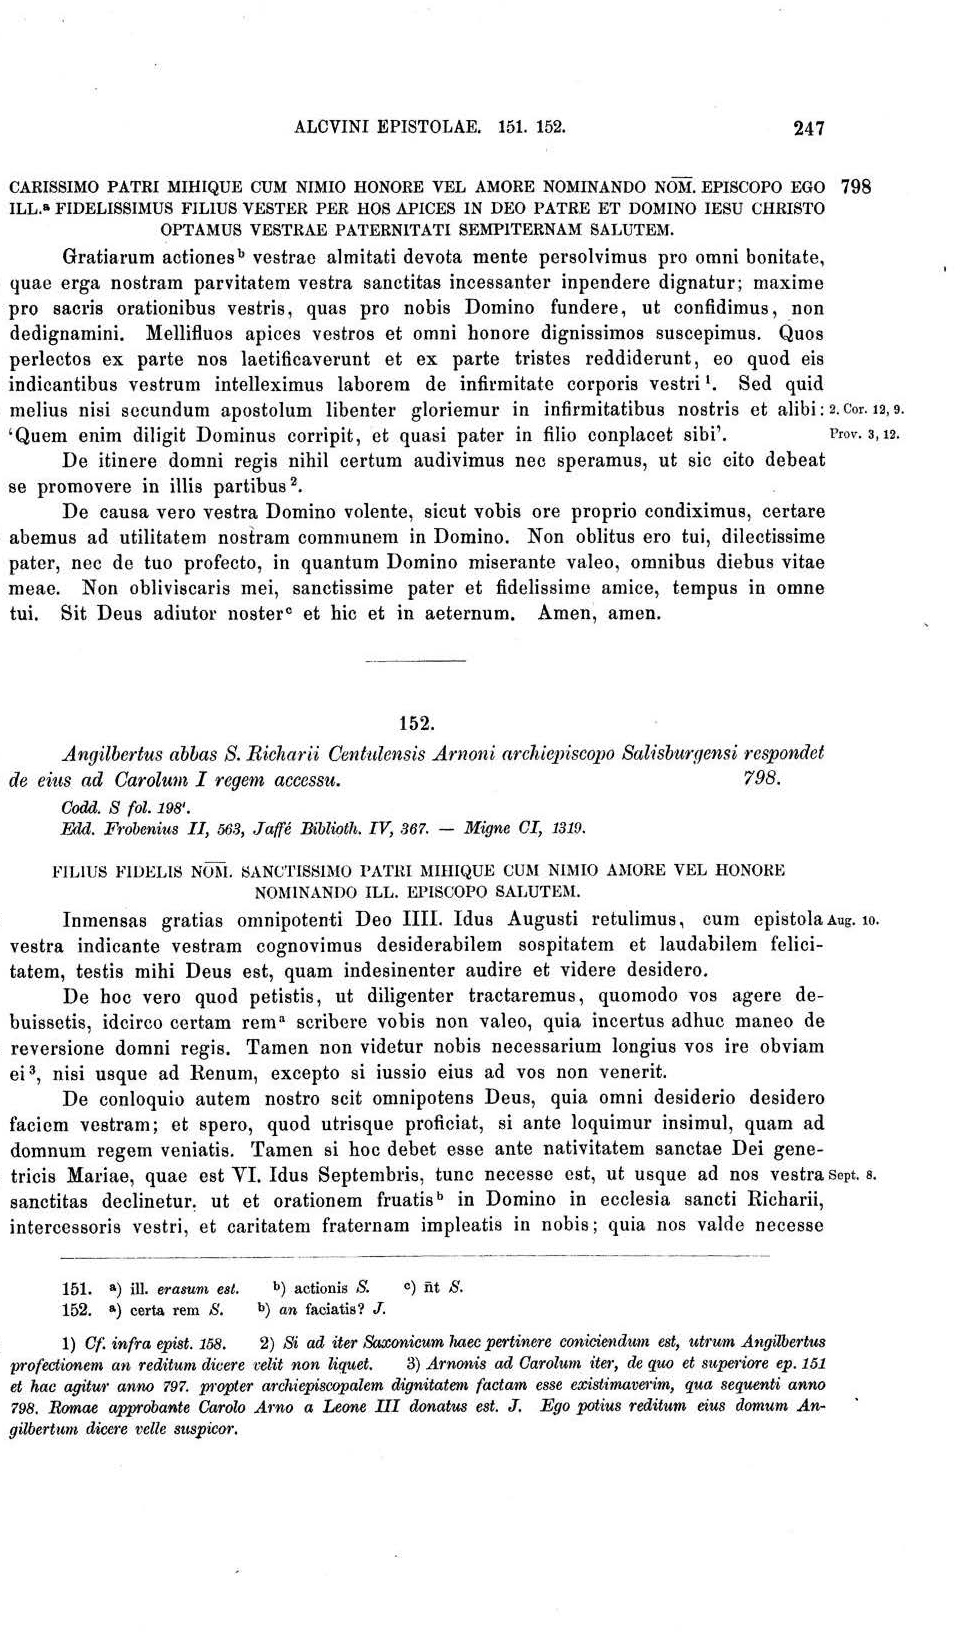 ALCVINI EPISTOLAE. 151. 152. 247
CARISSIMO PATRI MIHIQUE CUM NIMIO HONORE VEL AMORE NOMINANDO NOM̅. EPISCOPO EGO 798
ILL.ᵃ FIDELISSIMUS FILIUS VESTER PER HOS APICES IN DEO PATRE ET DOMINO IESU CHRISTO
OPTAMUS VESTRAE PATERNITATI SEMPITERNAM SALUTEM.
Gratiarum actionesᵇ vestrae almitati devota mente persolvimus pro omni bonitate,
quae erga nostram parvitatem vestra sanctitas incessanter inpendere dignatur; maxime
pro sacris orationibus vestris, quas pro nobis Domino fundere, ut confidimus, non
dedignamini. Mellifluos apices vestros et omni honore dignissimos suscepimus. Quos
perlectos ex parte nos laetificaverunt et ex parte tristes reddiderunt, eo quod eis
indicantibus vestrum intelleximus laborem de infirmitate corporis vestri¹. Sed quid
melius nisi secundum apostolum libenter gloriemur in infirmitatibus nostris et alibi: 2. Cor. 12, 9.
‘Quem enim diligit Dominus corripit, et quasi pater in filio conplacet sibi’. Prov. 3, 12.
De itinere domni regis nihil certum audivimus nec speramus, ut sic cito debeat
se promovere in illis partibus².
De causa vero vestra Domino volente, sicut vobis ore proprio condiximus, certare
abemus ad utilitatem nostram communem in Domino. Non oblitus ero tui, dilectissime
pater, nec de tuo profecto, in quantum Domino miserante valeo, omnibus diebus vitae
meae. Non obliviscaris mei, sanctissime pater et fidelissime amice, tempus in omne
tui. Sit Deus adiutor nosterᶜ et hic et in aeternum. Amen, amen.
152.
Angilbertus abbas S. Richarii Centulensis Arnoni archiepiscopo Salisburgensi respondet
de eius ad Carolum I regem accessu. 798.
Codd. S fol. 198'.
Edd. Frobenius II, 563, Jaffé Biblioth. IV, 367. — Migne CI, 1319.
FILIUS FIDELIS NOM̅. SANCTISSIMO PATRI MIHIQUE CUM NIMIO AMORE VEL HONORE
NOMINANDO ILL. EPISCOPO SALUTEM.
Inmensas gratias omnipotenti Deo IIII. Idus Augusti retulimus, cum epistola Aug. 10.
vestra indicante vestram cognovimus desiderabilem sospitatem et laudabilem felici-
tatem, testis mihi Deus est, quam indesinenter audire et videre desidero.
De hoc vero quod petistis, ut diligenter tractaremus, quomodo vos agere de-
buissetis, idcirco certam remᵃ scribere vobis non valeo, quia incertus adhuc maneo de
reversione domni regis. Tamen non videtur nobis necessarium longius vos ire obviam
ei³, nisi usque ad Renum, excepto si iussio eius ad vos non venerit.
De conloquio autem nostro scit omnipotens Deus, quia omni desiderio desidero
faciem vestram; et spero, quod utrisque proficiat, si ante loquimur insimul, quam ad
domnum regem veniatis. Tamen si hoc debet esse ante nativitatem sanctae Dei gene-
tricis Mariae, quae est VI. Idus Septembris, tunc necesse est, ut usque ad nos vestra Sept. 8.
sanctitas declinetur, ut et orationem fruatisᵇ in Domino in ecclesia sancti Richarii,
intercessoris vestri, et caritatem fraternam impleatis in nobis; quia nos valde necesse
151. ᵃ) ill. erasum est. ᵇ) actionis S. ᶜ) n̄t S.
152. ᵃ) certa rem S. ᵇ) an faciatis? J.
1) Cf. infra epist. 158. 2) Si ad iter Saxonicum haec pertinere coniciendum est, utrum Angilbertus
profectionem an reditum dicere velit non liquet. 3) Arnonis ad Carolum iter, de quo et superiore ep. 151
et hac agitur anno 797. propter archiepiscopalem dignitatem factam esse existimaverim, qua sequenti anno
798. Romae approbante Carolo Arno a Leone III donatus est. J. Ego potius reditum eius domum An-
gilbertum dicere velle suspicor.